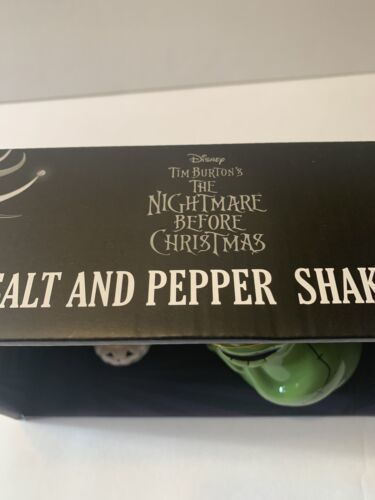 Disney
TIM BURTON'S
THE
NIGHTMARE
BEFORE
CHRISTMAS
SALT AND PEPPER SHAK